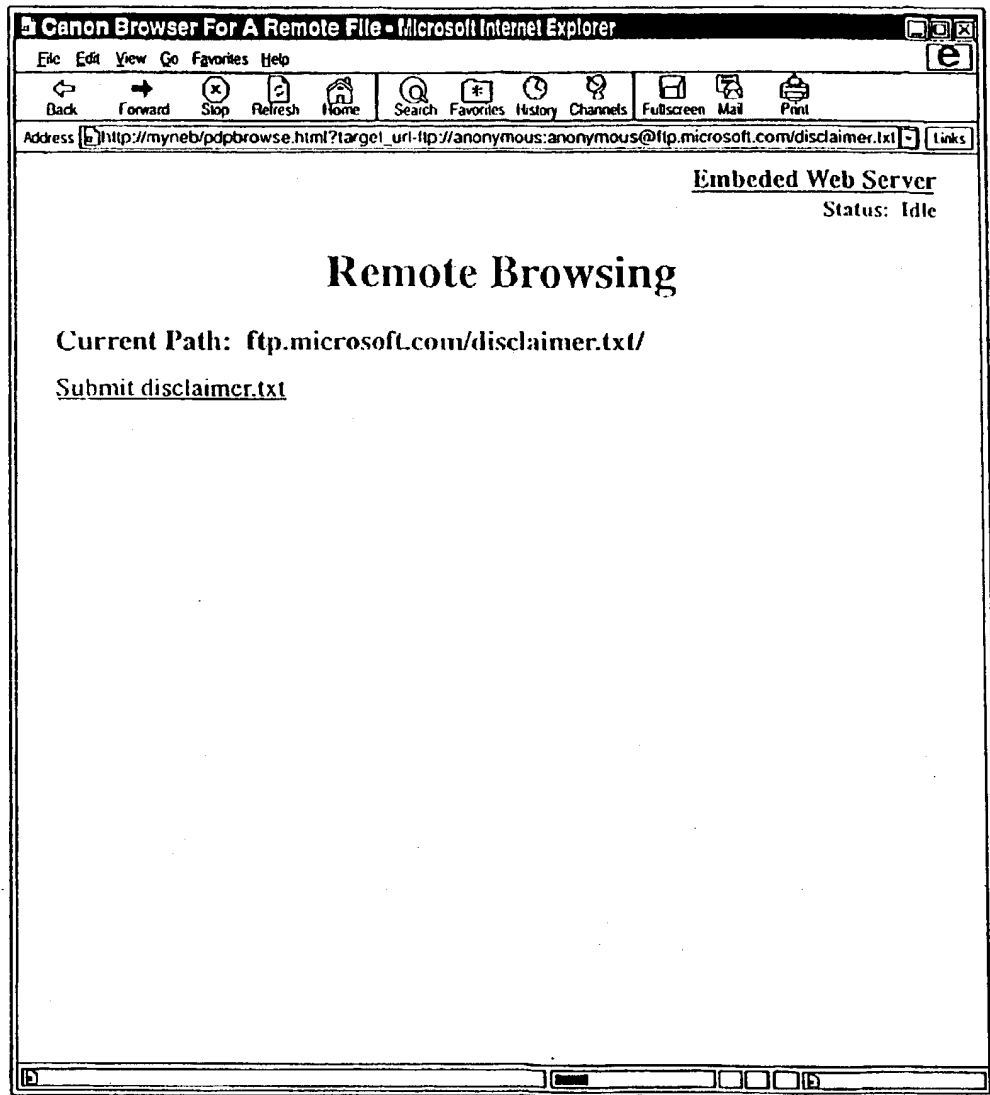 Canon Browser For A Remote File - Microsoft Internet Explorer
File Edit View Go Favorites Help
Back Forward Stop Refresh Home Search Favorites History Channels Fullscreen Mail Print
Address http://myneb/pdpbrowse.html?target_url-ftp://anonymous:anonymous@ftp.microsoft.com/disclaimer.txt Links
Embeded Web Server
Status: Idle
Remote Browsing
Current Path: ftp.microsoft.com/disclaimer.txt/
Submit disclaimer.txt